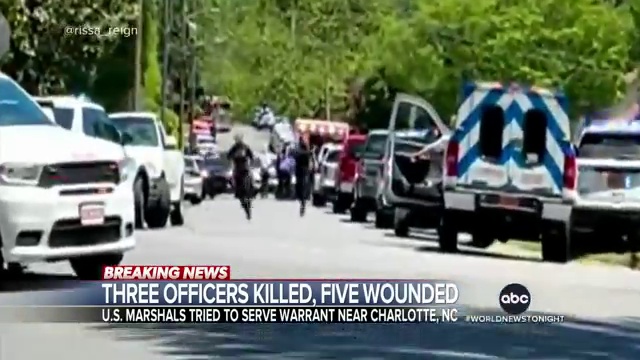 @rissa_reign
BREAKING NEWS
THREE OFFICERS KILLED, FIVE WOUNDED
abc
U.S. MARSHALS TRIED TO SERVE WARRANT NEAR CHARLOTTE, NC
#WORLDNEWSTONIGHT